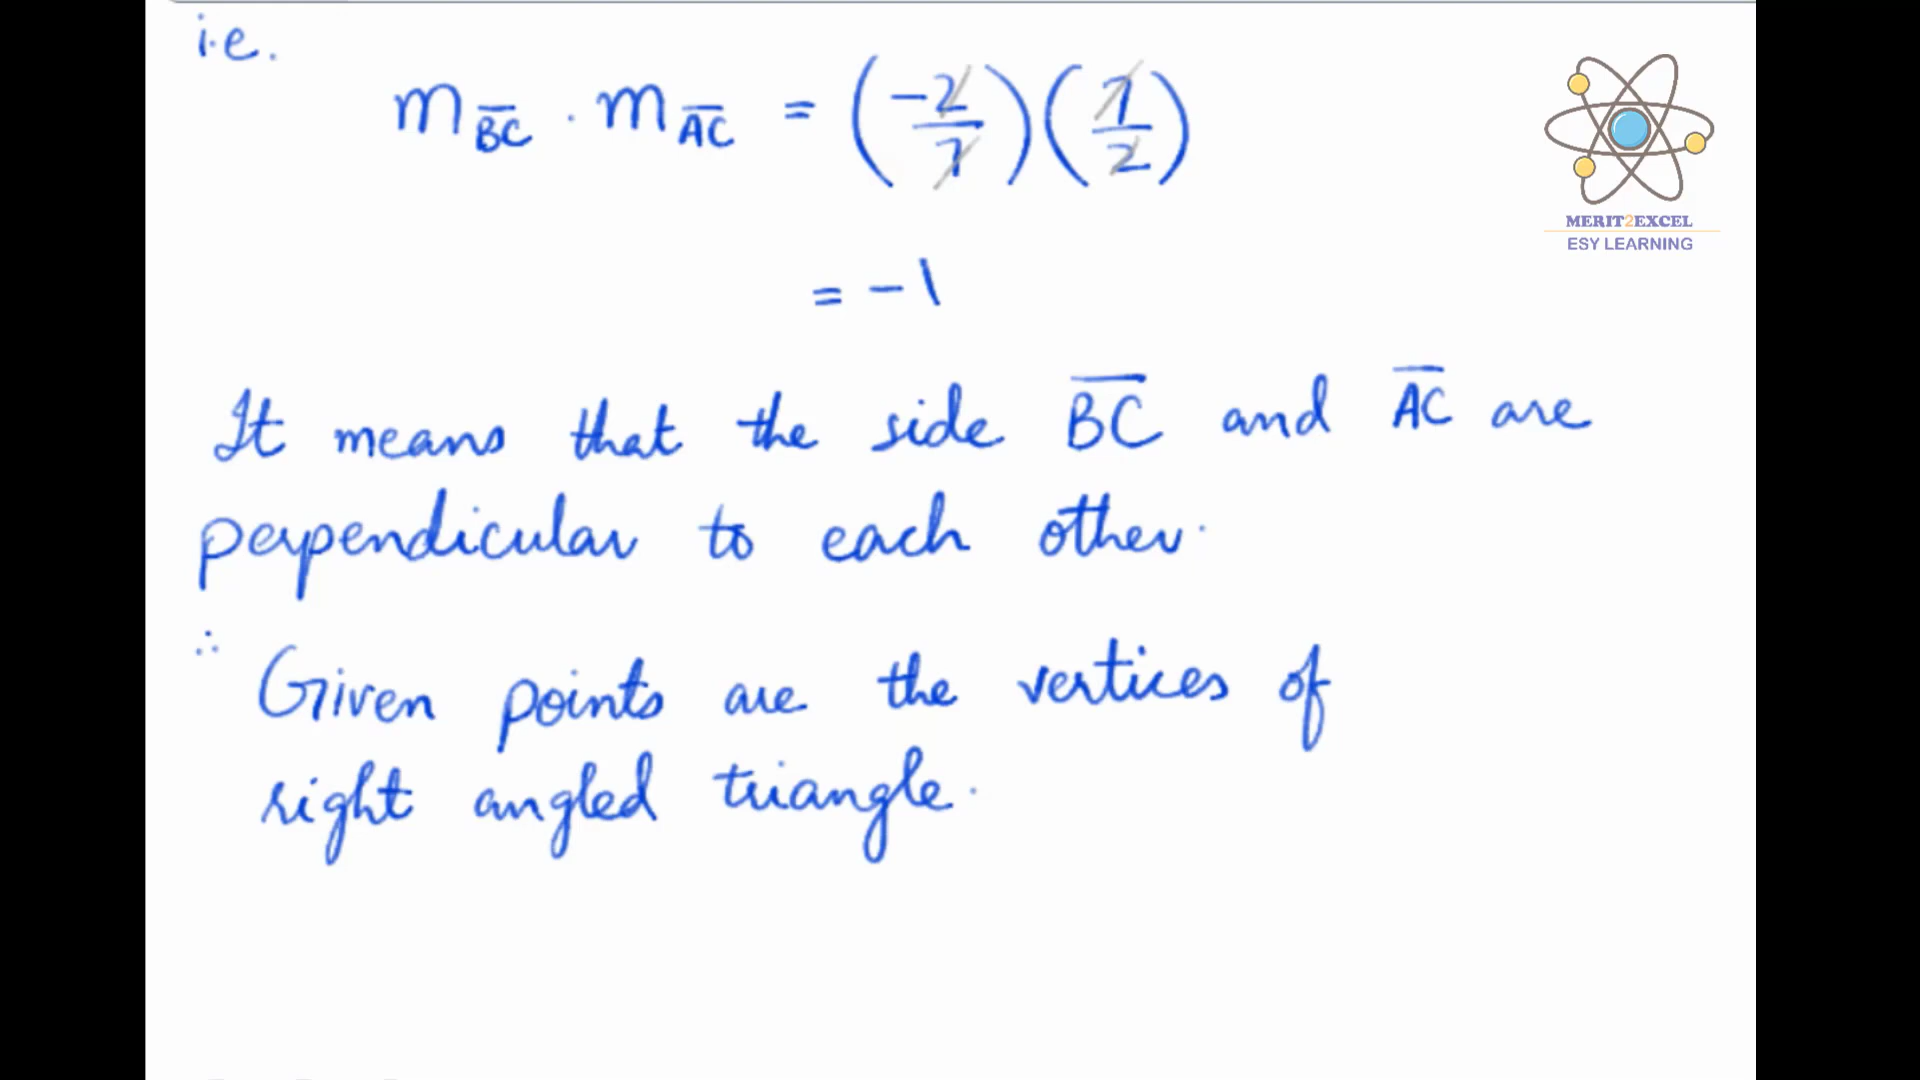 i.e.
m_BC · m_AC = (-2/7)(7/2)
= -1
MERIT2EXCEL
ESY LEARNING
It means that the side BC and AC are
perpendicular to each other.
∴ Given points are the vertices of
right angled triangle.